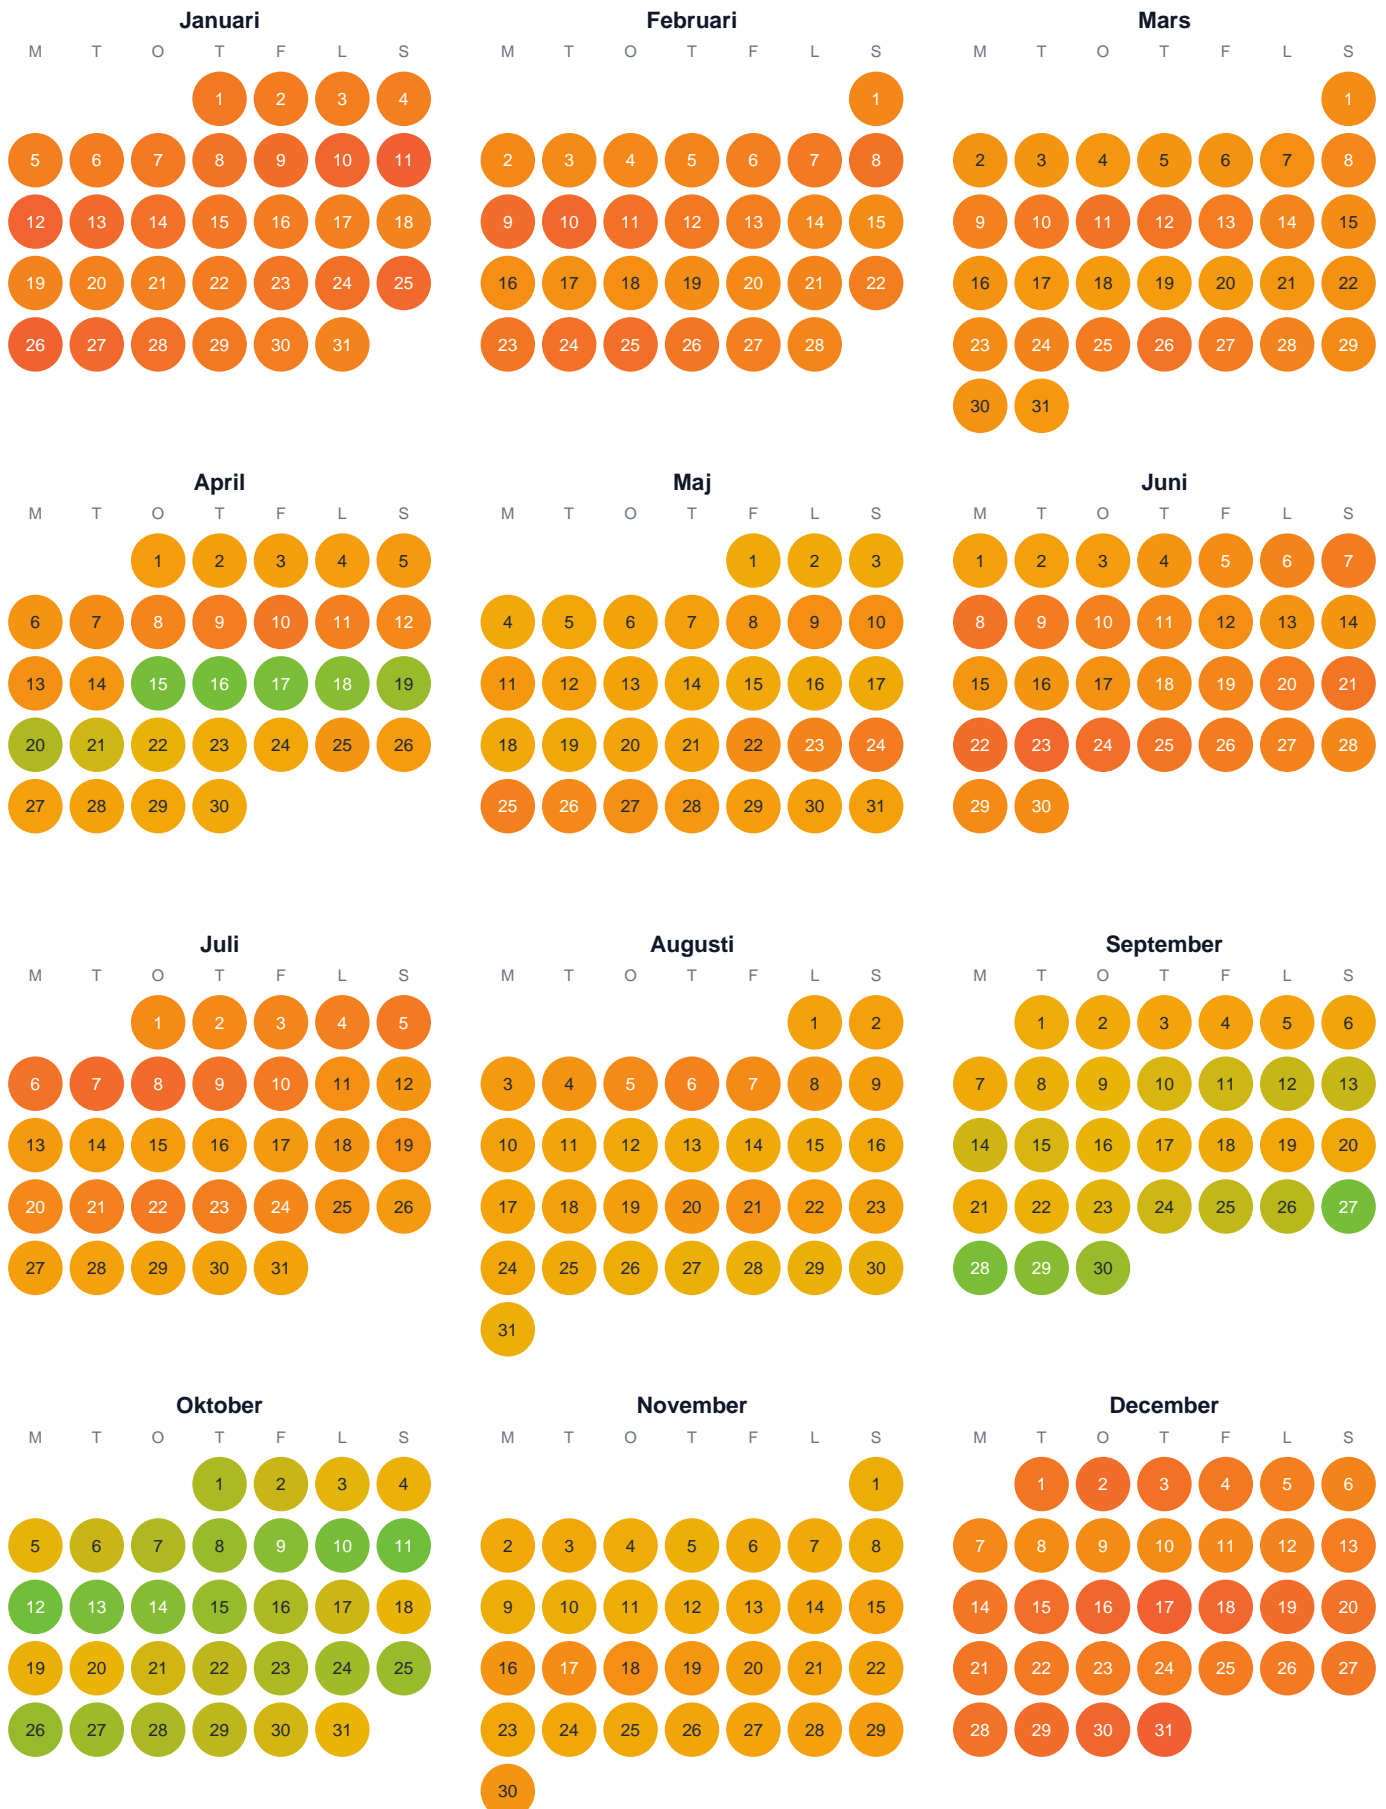 Januari Februari Mars
M T O T F L S M T O T F L S M T O T F L S
1 2 3 4 1 1
5 6 7 8 9 10 11 2 3 4 5 6 7 8 2 3 4 5 6 7 8
12 13 14 15 16 17 18 9 10 11 12 13 14 15 9 10 11 12 13 14 15
19 20 21 22 23 24 25 16 17 18 19 20 21 22 16 17 18 19 20 21 22
26 27 28 29 30 31 23 24 25 26 27 28 23 24 25 26 27 28 29
30 31
April Maj Juni
M T O T F L S M T O T F L S M T O T F L S
1 2 3 4 5 1 2 3 1 2 3 4 5 6 7
6 7 8 9 10 11 12 4 5 6 7 8 9 10 8 9 10 11 12 13 14
13 14 15 16 17 18 19 11 12 13 14 15 16 17 15 16 17 18 19 20 21
20 21 22 23 24 25 26 18 19 20 21 22 23 24 22 23 24 25 26 27 28
27 28 29 30 25 26 27 28 29 30 31 29 30
Juli Augusti September
M T O T F L S M T O T F L S M T O T F L S
1 2 3 4 5 1 2 1 2 3 4 5 6
6 7 8 9 10 11 12 3 4 5 6 7 8 9 7 8 9 10 11 12 13
13 14 15 16 17 18 19 10 11 12 13 14 15 16 14 15 16 17 18 19 20
20 21 22 23 24 25 26 17 18 19 20 21 22 23 21 22 23 24 25 26 27
27 28 29 30 31 24 25 26 27 28 29 30 28 29 30
31
Oktober November December
M T O T F L S M T O T F L S M T O T F L S
1 2 3 4 1 1 2 3 4 5 6
5 6 7 8 9 10 11 2 3 4 5 6 7 8 7 8 9 10 11 12 13
12 13 14 15 16 17 18 9 10 11 12 13 14 15 14 15 16 17 18 19 20
19 20 21 22 23 24 25 16 17 18 19 20 21 22 21 22 23 24 25 26 27
26 27 28 29 30 31 23 24 25 26 27 28 29 28 29 30 31
30